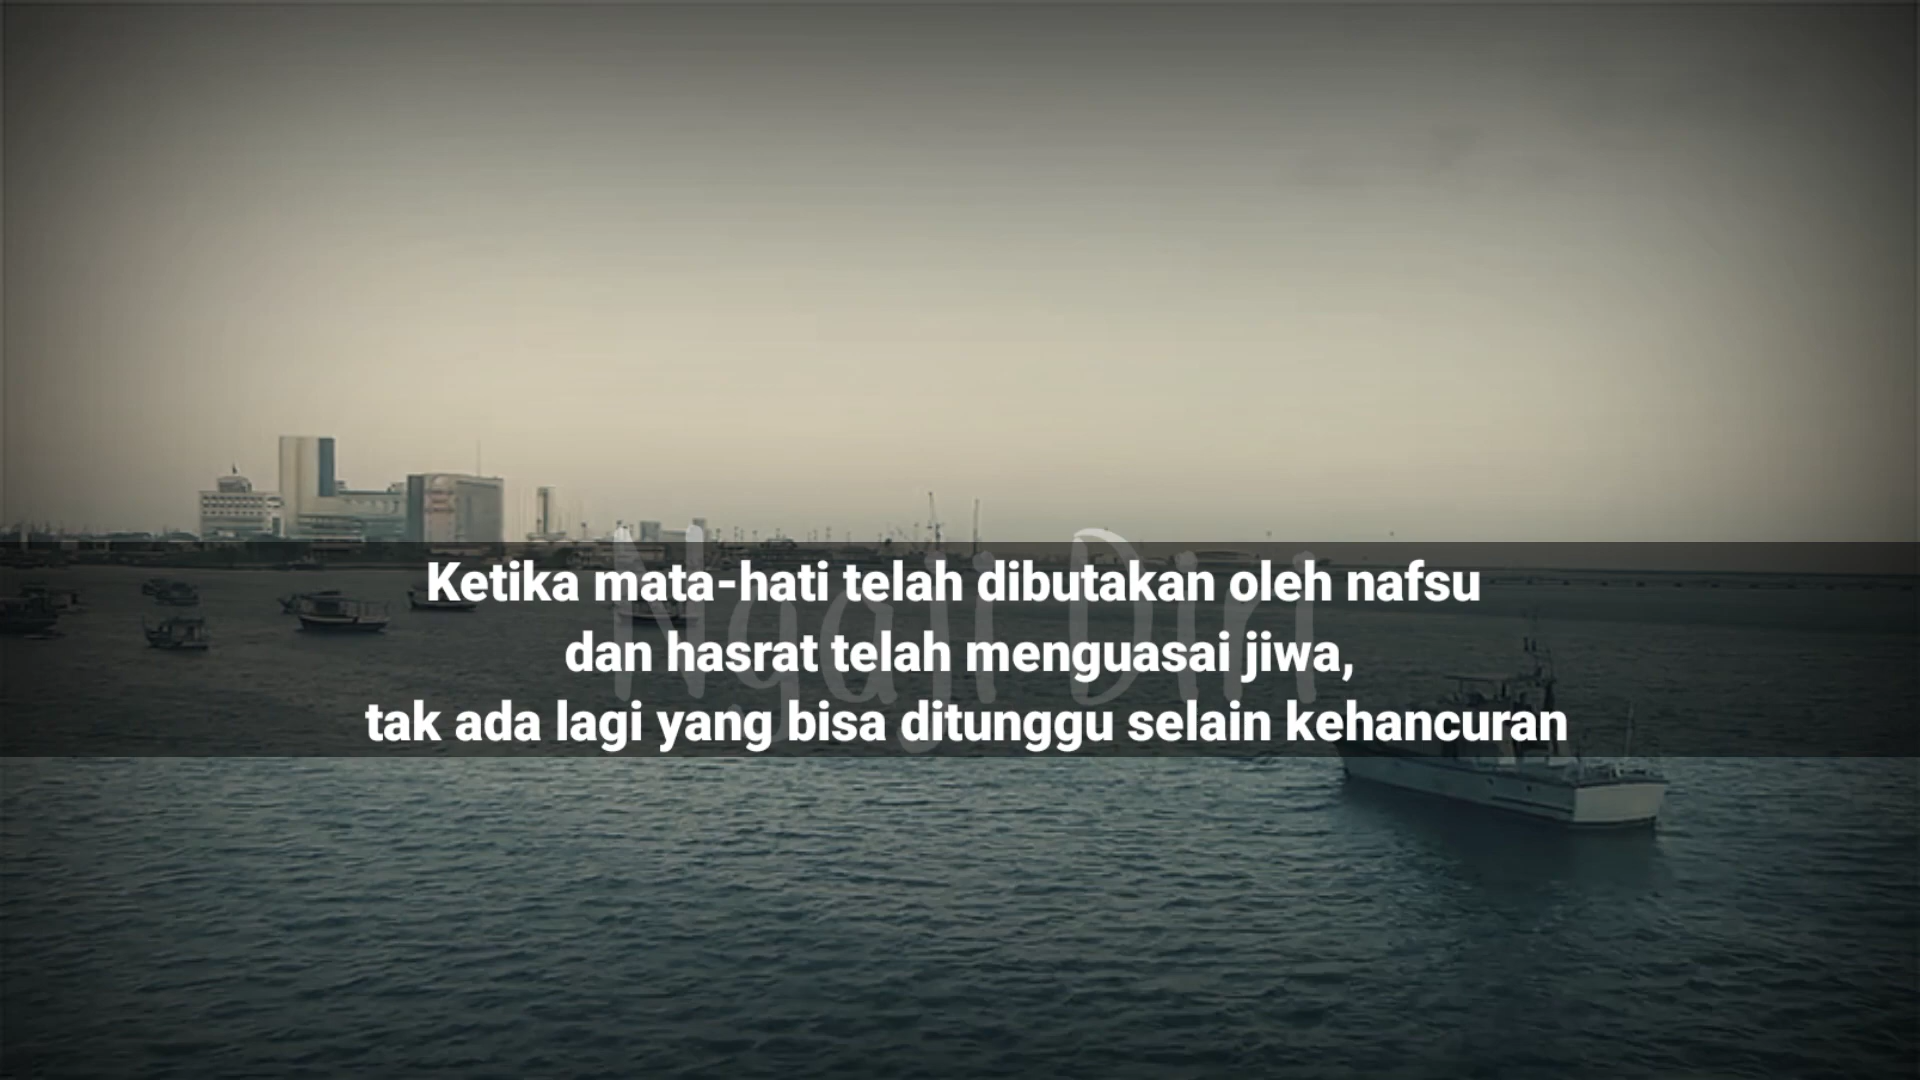 Ketika mata-hati telah dibutakan oleh nafsu
dan hasrat telah menguasai jiwa,
tak ada lagi yang bisa ditunggu selain kehancuran
Ngaji Diri